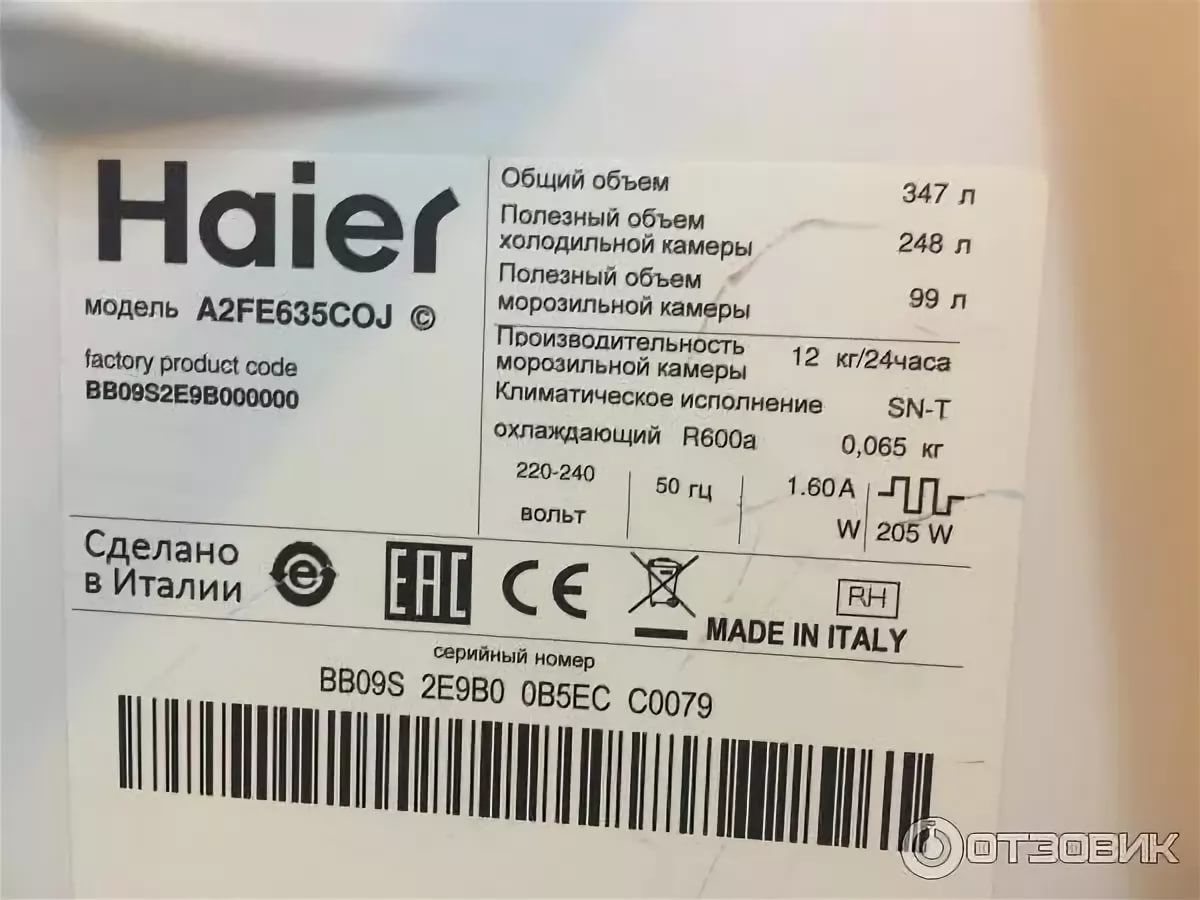 Haier
модель A2FE635COJ ©
factory product code
BB09S2E9B000000
Общий объем 347 л
Полезный объем
холодильной камеры 248 л
Полезный объем
морозильной камеры 99 л
Производительность
морозильной камеры 12 кг/24часа
Климатическое исполнение SN-T
охлаждающий R600a 0,065 кг
220-240
вольт
50 гц
1.60A
W
205 W
Сделано
в Италии
e
EAC
CE
RH
MADE IN ITALY
серийный номер
BB09S 2E9B0 0B5EC C0079
ОТЗОВИК